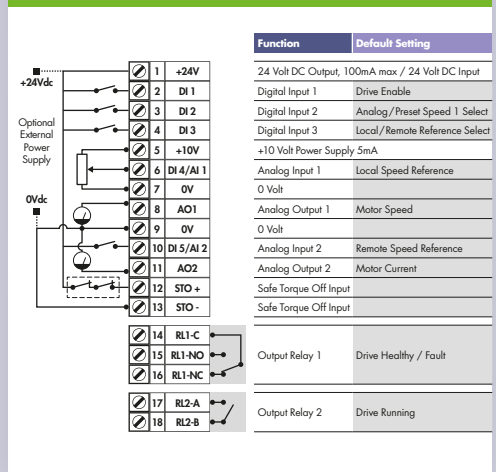 Function Default Setting
+24Vdc 1 +24V 24 Volt DC Output, 100mA max / 24 Volt DC Input
2 DI 1 Digital Input 1 Drive Enable
3 DI 2 Digital Input 2 Analog/Preset Speed 1 Select
Optional
External
Power
Supply
4 DI 3 Digital Input 3 Local/Remote Reference Select
5 +10V +10 Volt Power Supply 5mA
6 DI 4/AI 1 Analog Input 1 Local Speed Reference
7 0V 0 Volt
0Vdc
8 AO1 Analog Output 1 Motor Speed
9 0V 0 Volt
10 DI 5/AI 2 Analog Input 2 Remote Speed Reference
11 AO2 Analog Output 2 Motor Current
12 STO + Safe Torque Off Input
13 STO - Safe Torque Off Input
14 RL1-C
15 RL1-NO Output Relay 1 Drive Healthy / Fault
16 RL1-NC
17 RL2-A
Output Relay 2 Drive Running
18 RL2-B